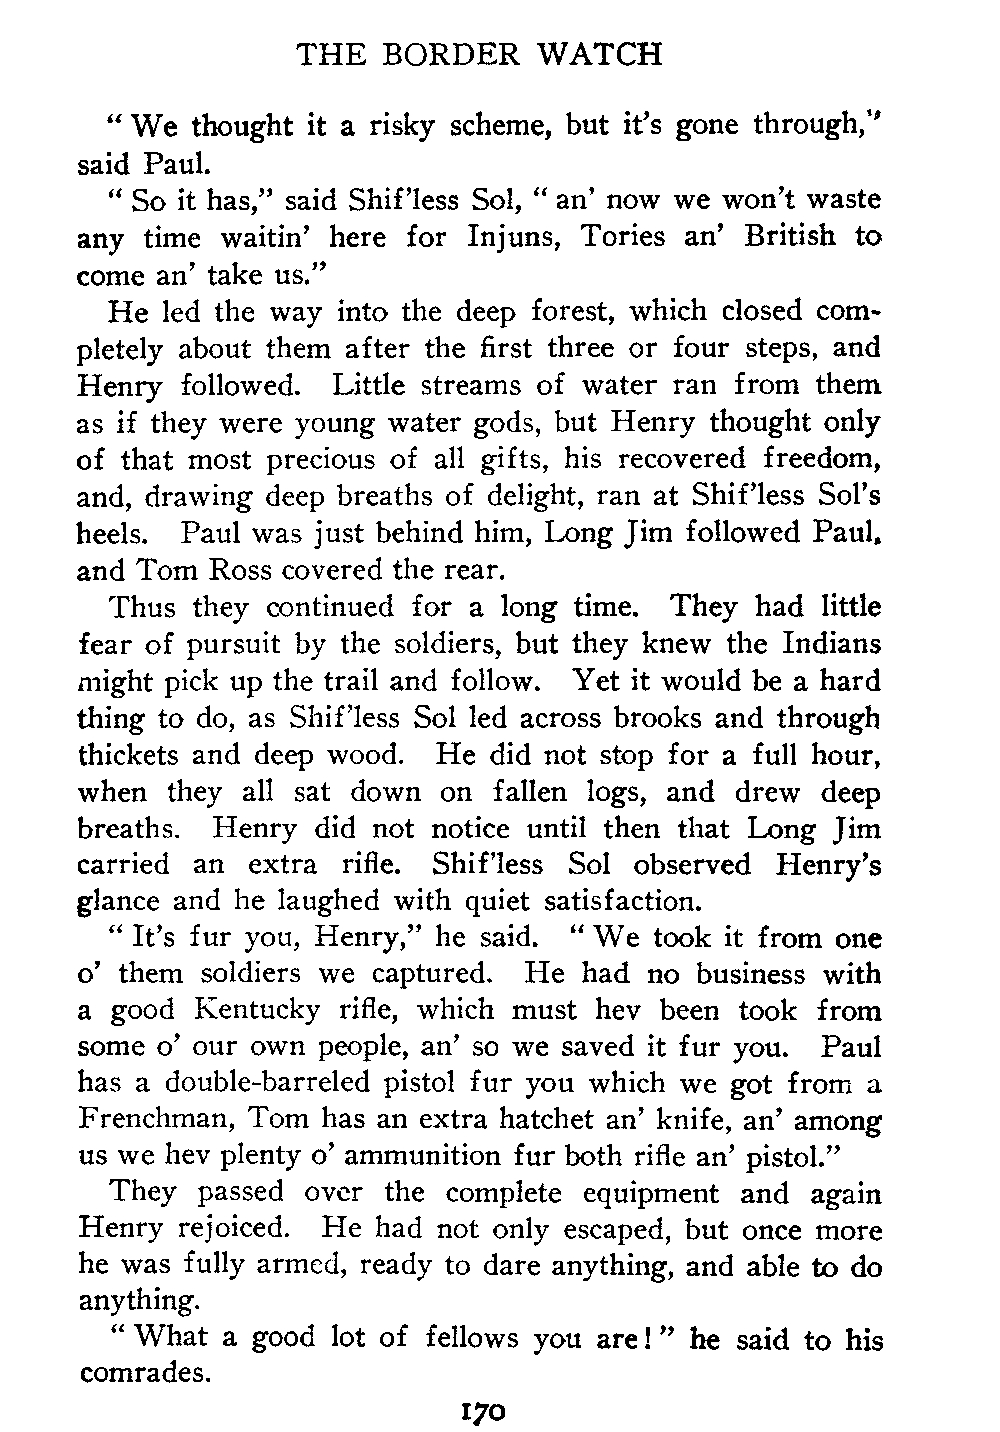 THE BORDER WATCH
“ We thought it a risky scheme, but it's gone through,”
said Paul.
“ So it has,” said Shif'less Sol, “ an' now we won't waste
any time waitin' here for Injuns, Tories an' British to
come an' take us.”
He led the way into the deep forest, which closed com-
pletely about them after the first three or four steps, and
Henry followed. Little streams of water ran from them
as if they were young water gods, but Henry thought only
of that most precious of all gifts, his recovered freedom,
and, drawing deep breaths of delight, ran at Shif'less Sol's
heels. Paul was just behind him, Long Jim followed Paul,
and Tom Ross covered the rear.
Thus they continued for a long time. They had little
fear of pursuit by the soldiers, but they knew the Indians
might pick up the trail and follow. Yet it would be a hard
thing to do, as Shif'less Sol led across brooks and through
thickets and deep wood. He did not stop for a full hour,
when they all sat down on fallen logs, and drew deep
breaths. Henry did not notice until then that Long Jim
carried an extra rifle. Shif'less Sol observed Henry's
glance and he laughed with quiet satisfaction.
“ It's fur you, Henry,” he said. “ We took it from one
o' them soldiers we captured. He had no business with
a good Kentucky rifle, which must hev been took from
some o' our own people, an' so we saved it fur you. Paul
has a double-barreled pistol fur you which we got from a
Frenchman, Tom has an extra hatchet an' knife, an' among
us we hev plenty o' ammunition fur both rifle an' pistol.”
They passed over the complete equipment and again
Henry rejoiced. He had not only escaped, but once more
he was fully armed, ready to dare anything, and able to do
anything.
“ What a good lot of fellows you are! ” he said to his
comrades.
170